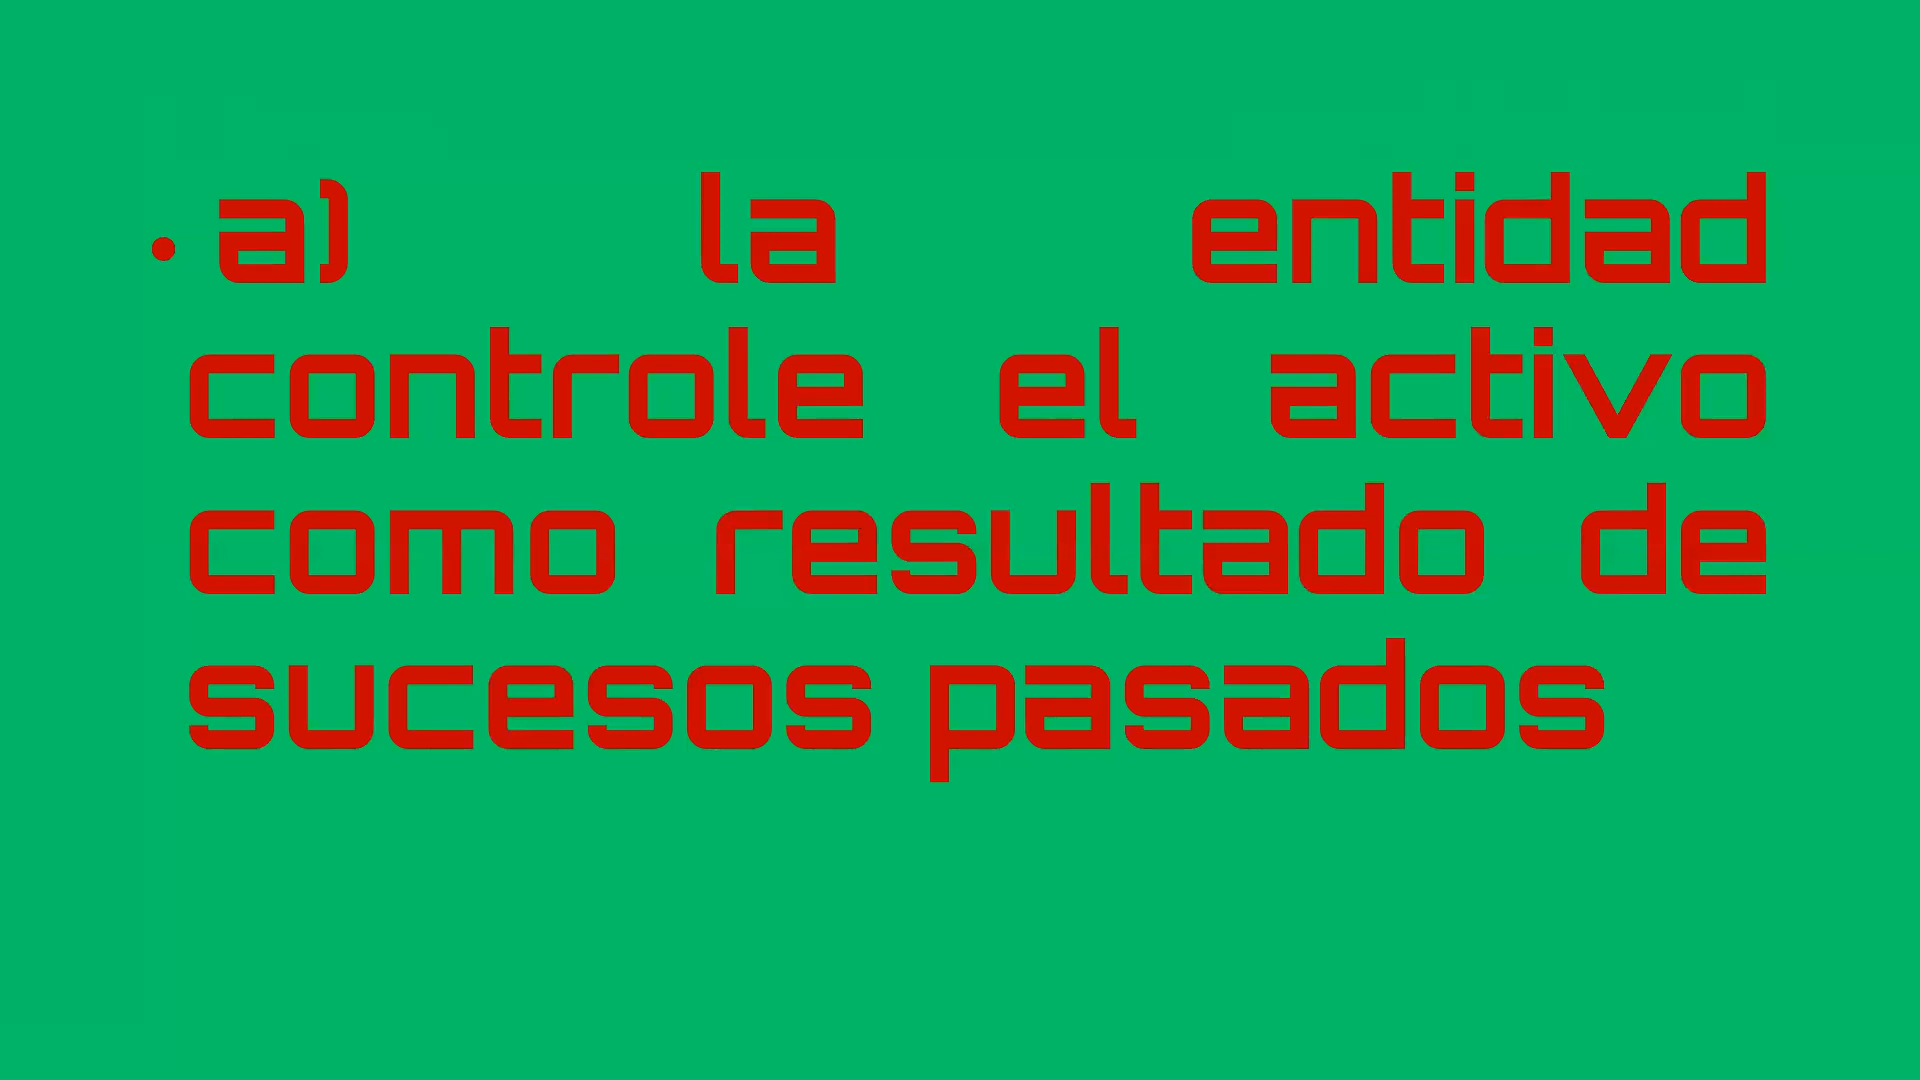 • a) la entidad
controle el activo
como resultado de
sucesos pasados